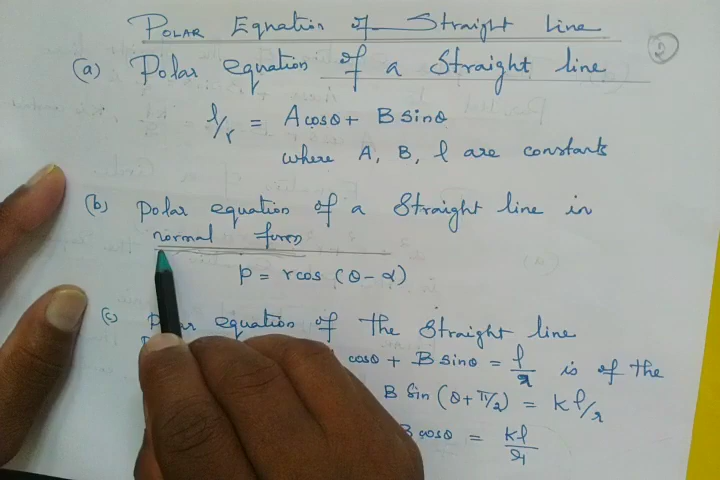 POLAR Equation of Straight Line
2
(a) Polar equation of a Straight line
l/r = A cosθ + B sinθ
where A, B, l are constants
(b) Polar equation of a Straight line in
normal form
p = r cos (θ - α)
(c) equation of the Straight line
cosθ + B sinθ = l/r is of the
B Sin (θ + π/2) = Kl/r
B cosθ = Kl/r